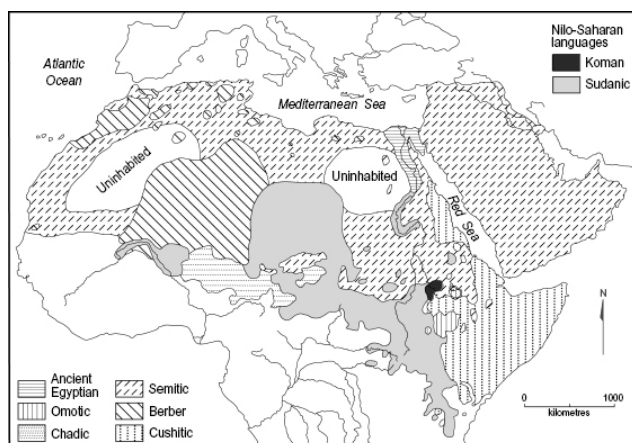 Nilo-Saharan
languages
Koman
Sudanic
Atlantic
Ocean
Mediterranean Sea
Uninhabited
Uninhabited
Red Sea
N
0 1000
kilometres
Ancient
Egyptian
Semitic
Omotic
Berber
Chadic
Cushitic